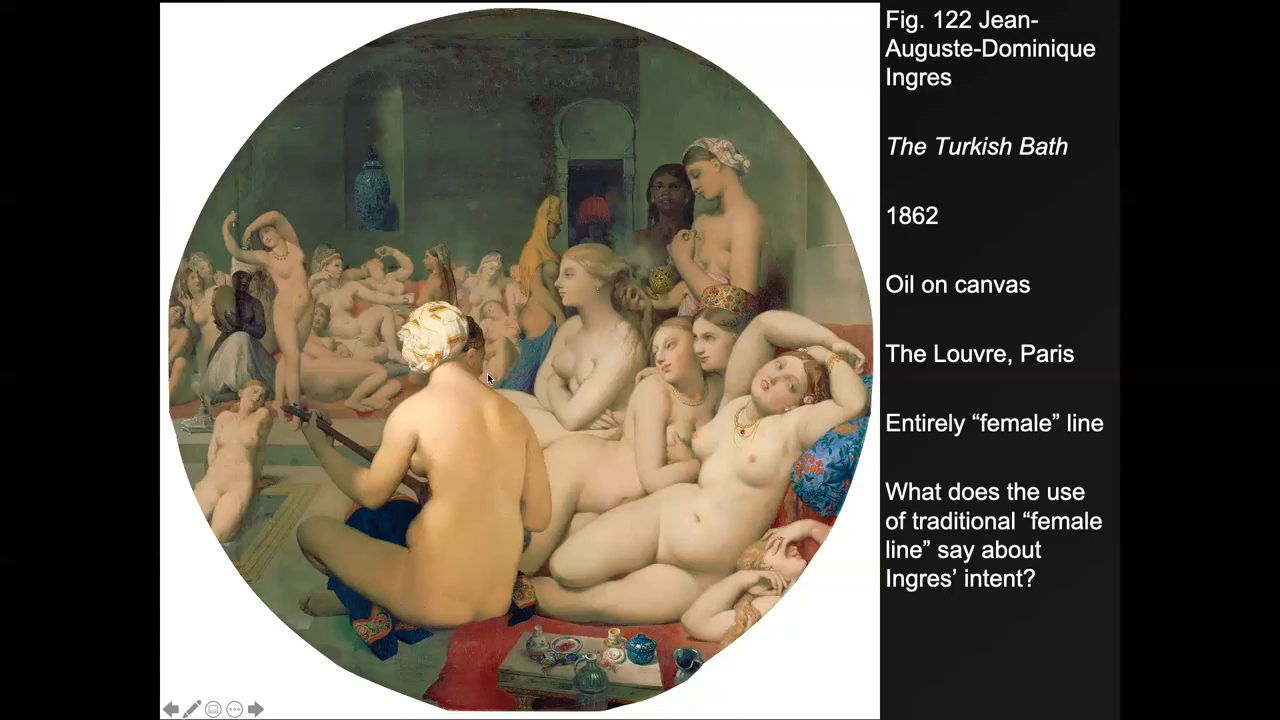 Fig. 122 Jean-
Auguste-Dominique
Ingres
The Turkish Bath
1862
Oil on canvas
The Louvre, Paris
Entirely “female” line
What does the use
of traditional “female
line” say about
Ingres’ intent?